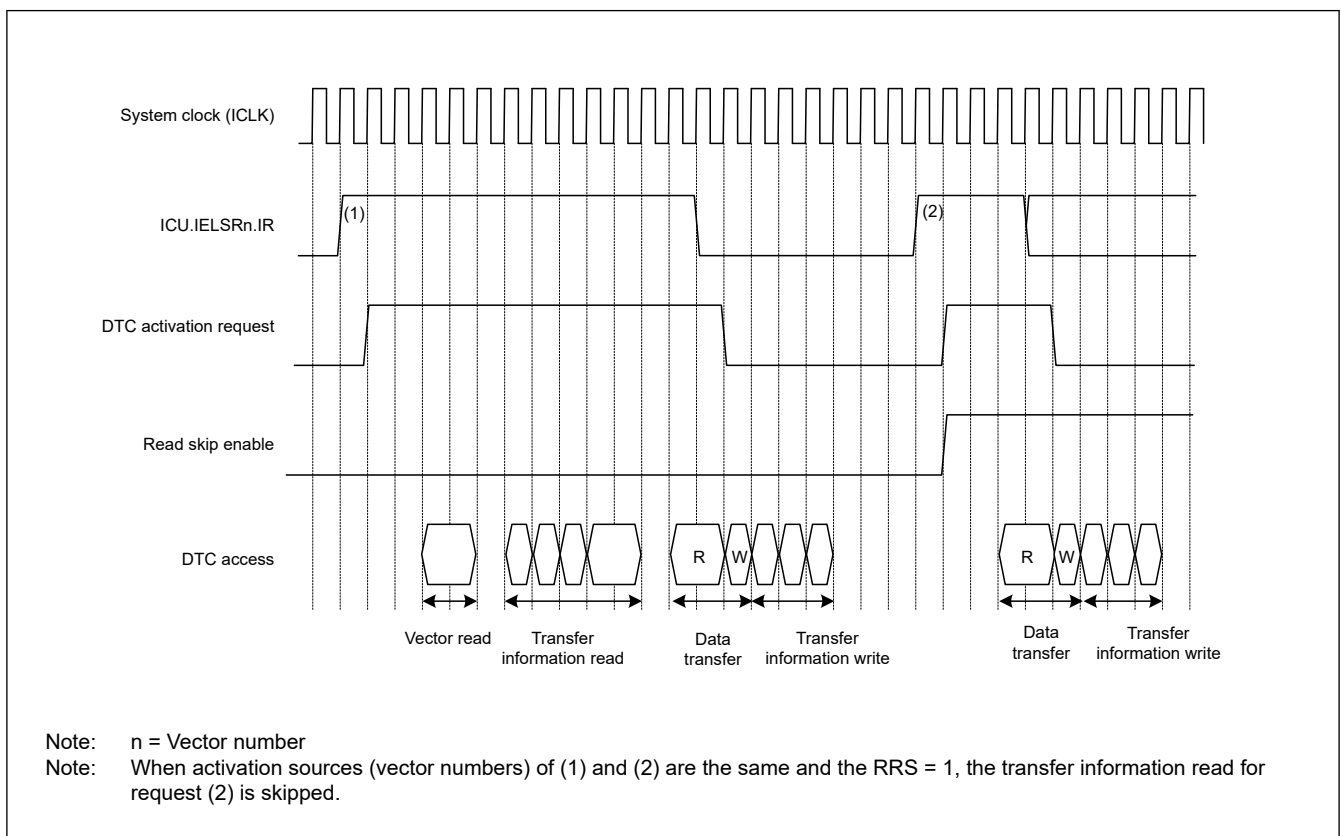 System clock (ICLK)
ICU.IELSRn.IR
(1)
(2)
DTC activation request
Read skip enable
DTC access
R
W
R
W
Vector read
Transfer
information read
Data
transfer
Transfer
information write
Data
transfer
Transfer
information write
Note: n = Vector number
Note: When activation sources (vector numbers) of (1) and (2) are the same and the RRS = 1, the transfer information read for
request (2) is skipped.